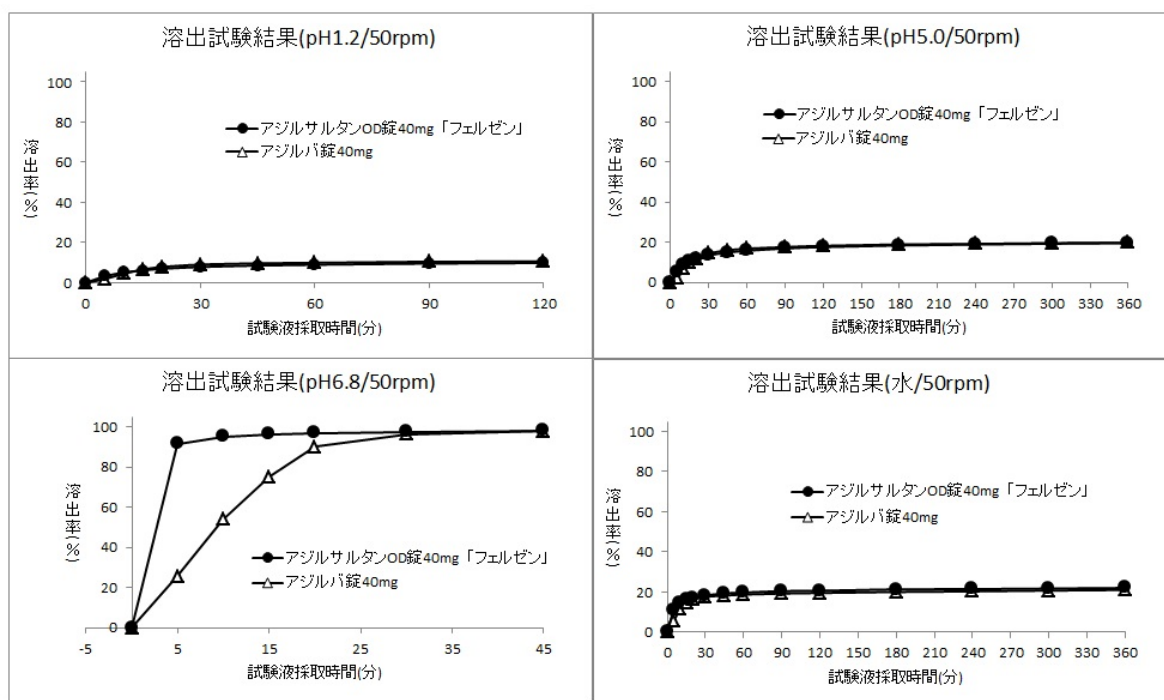 溶出試験結果(pH1.2/50rpm)
100
80
60
40
20
0
溶出率(%)
アジルサルタンOD錠40mg「フェルゼン」
アジルバ錠40mg
0 30 60 90 120
試験液採取時間(分)
溶出試験結果(pH5.0/50rpm)
100
80
60
40
20
0
溶出率(%)
アジルサルタンOD錠40mg「フェルゼン」
アジルバ錠40mg
0 30 60 90 120 150 180 210 240 270 300 330 360
試験液採取時間(分)
溶出試験結果(pH6.8/50rpm)
100
80
60
40
20
0
溶出率(%)
アジルサルタンOD錠40mg「フェルゼン」
アジルバ錠40mg
-5 5 15 25 35 45
試験液採取時間(分)
溶出試験結果(水/50rpm)
100
80
60
40
20
0
溶出率(%)
アジルサルタンOD錠40mg「フェルゼン」
アジルバ錠40mg
0 30 60 90 120 150 180 210 240 270 300 330 360
試験液採取時間(分)